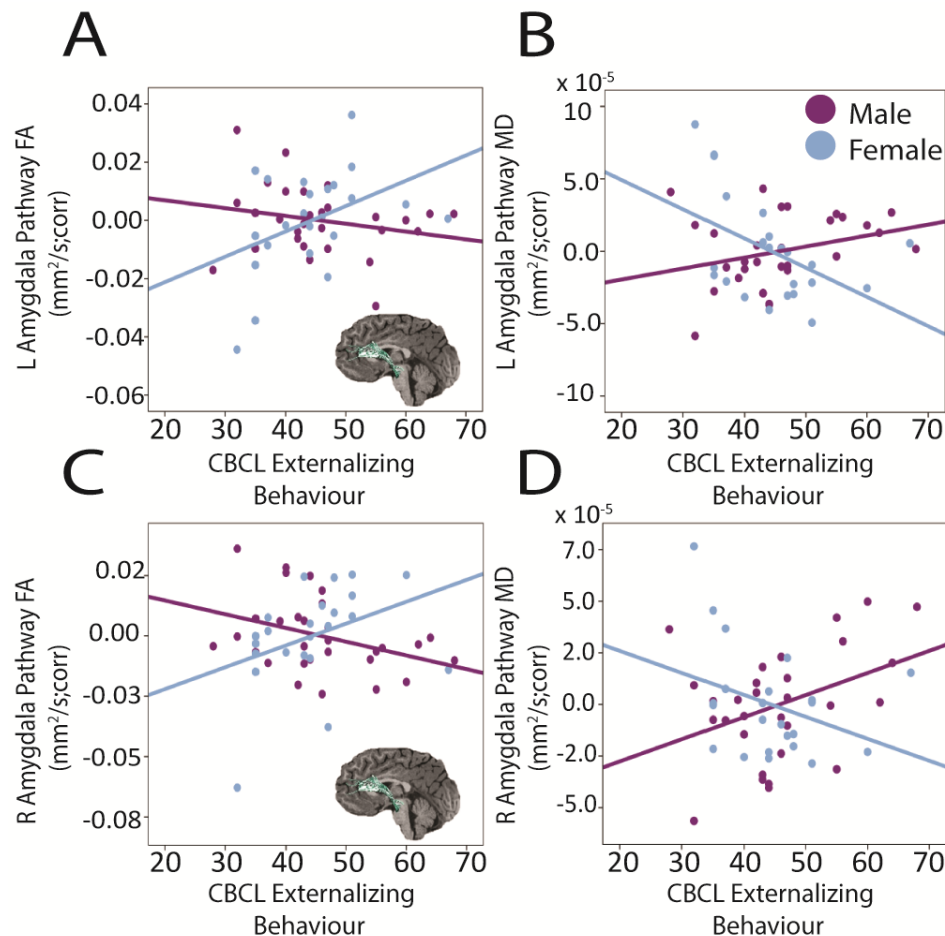 A
L Amygdala Pathway FA
(mm²/s;corr)
0.04
0.02
0.00
-0.02
-0.04
-0.06
20 30 40 50 60 70
CBCL Externalizing
Behaviour
B
x 10⁻⁵
L Amygdala Pathway MD
(mm²/s;corr)
10
5.0
0.0
-5.0
-10
Male
Female
20 30 40 50 60 70
CBCL Externalizing
Behaviour
C
R Amygdala Pathway FA
(mm²/s;corr)
0.02
0.00
-0.03
-0.05
-0.08
20 30 40 50 60 70
CBCL Externalizing
Behaviour
D
x 10⁻⁵
R Amygdala Pathway MD
(mm²/s;corr)
7.0
5.0
2.0
0.0
-2.0
-5.0
20 30 40 50 60 70
CBCL Externalizing
Behaviour